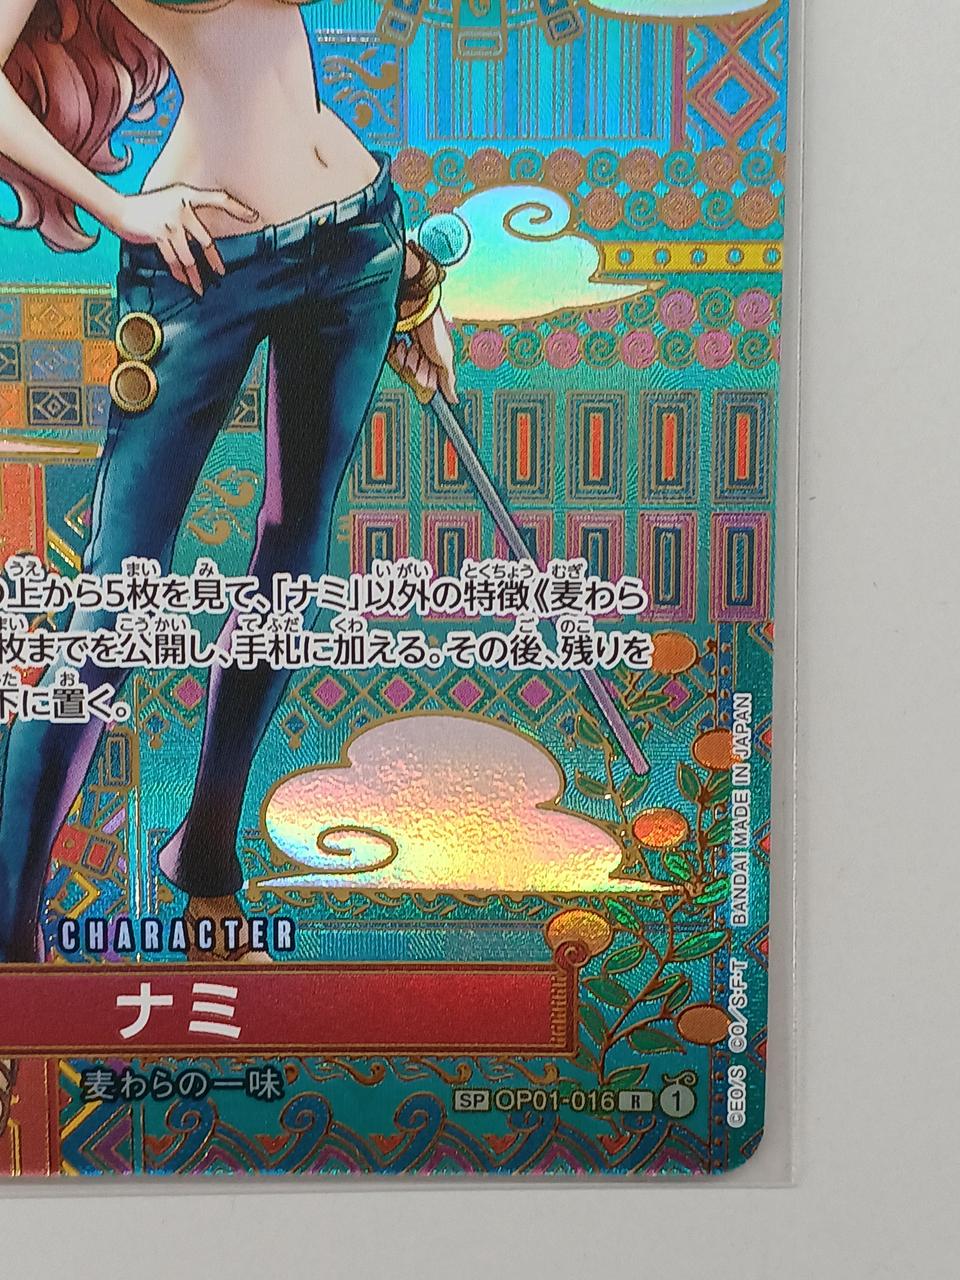 の上から5枚を見て、「ナミ」以外の特徴《麦わら
枚までを公開し、手札に加える。その後、残りを
下に置く。
CHARACTER
ナミ
麦わらの一味
SP OP01-016 R 1
©E.O/S ©O/S・F・T BANDAI MADE IN JAPAN